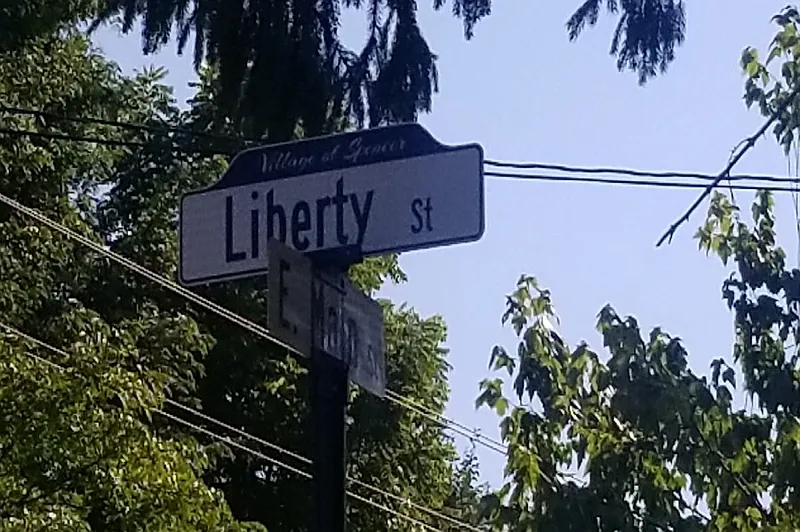 Village of Spencer
Liberty St
E. Main St